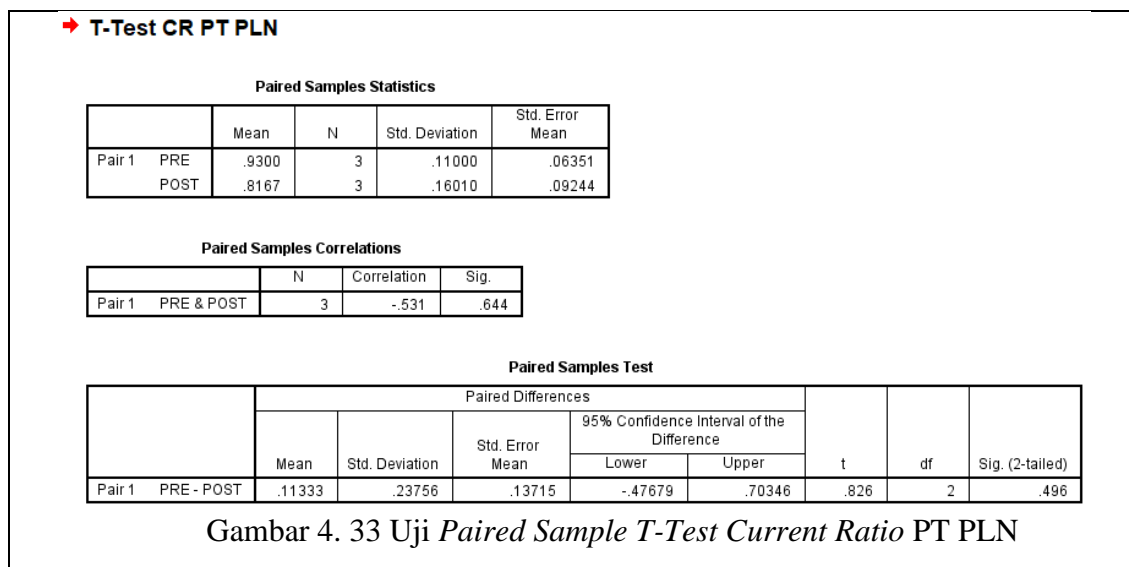 T-Test CR PT PLN
Paired Samples Statistics
Mean N Std. Deviation Std. Error Mean
Pair 1 PRE .9300 3 .11000 .06351
POST .8167 3 .16010 .09244
Paired Samples Correlations
N Correlation Sig.
Pair 1 PRE & POST 3 -.531 .644
Paired Samples Test
Paired Differences
95% Confidence Interval of the Difference
Mean Std. Deviation Std. Error Mean Lower Upper t df Sig. (2-tailed)
Pair 1 PRE - POST .11333 .23756 .13715 -.47679 .70346 .826 2 .496
Gambar 4. 33 Uji Paired Sample T-Test Current Ratio PT PLN